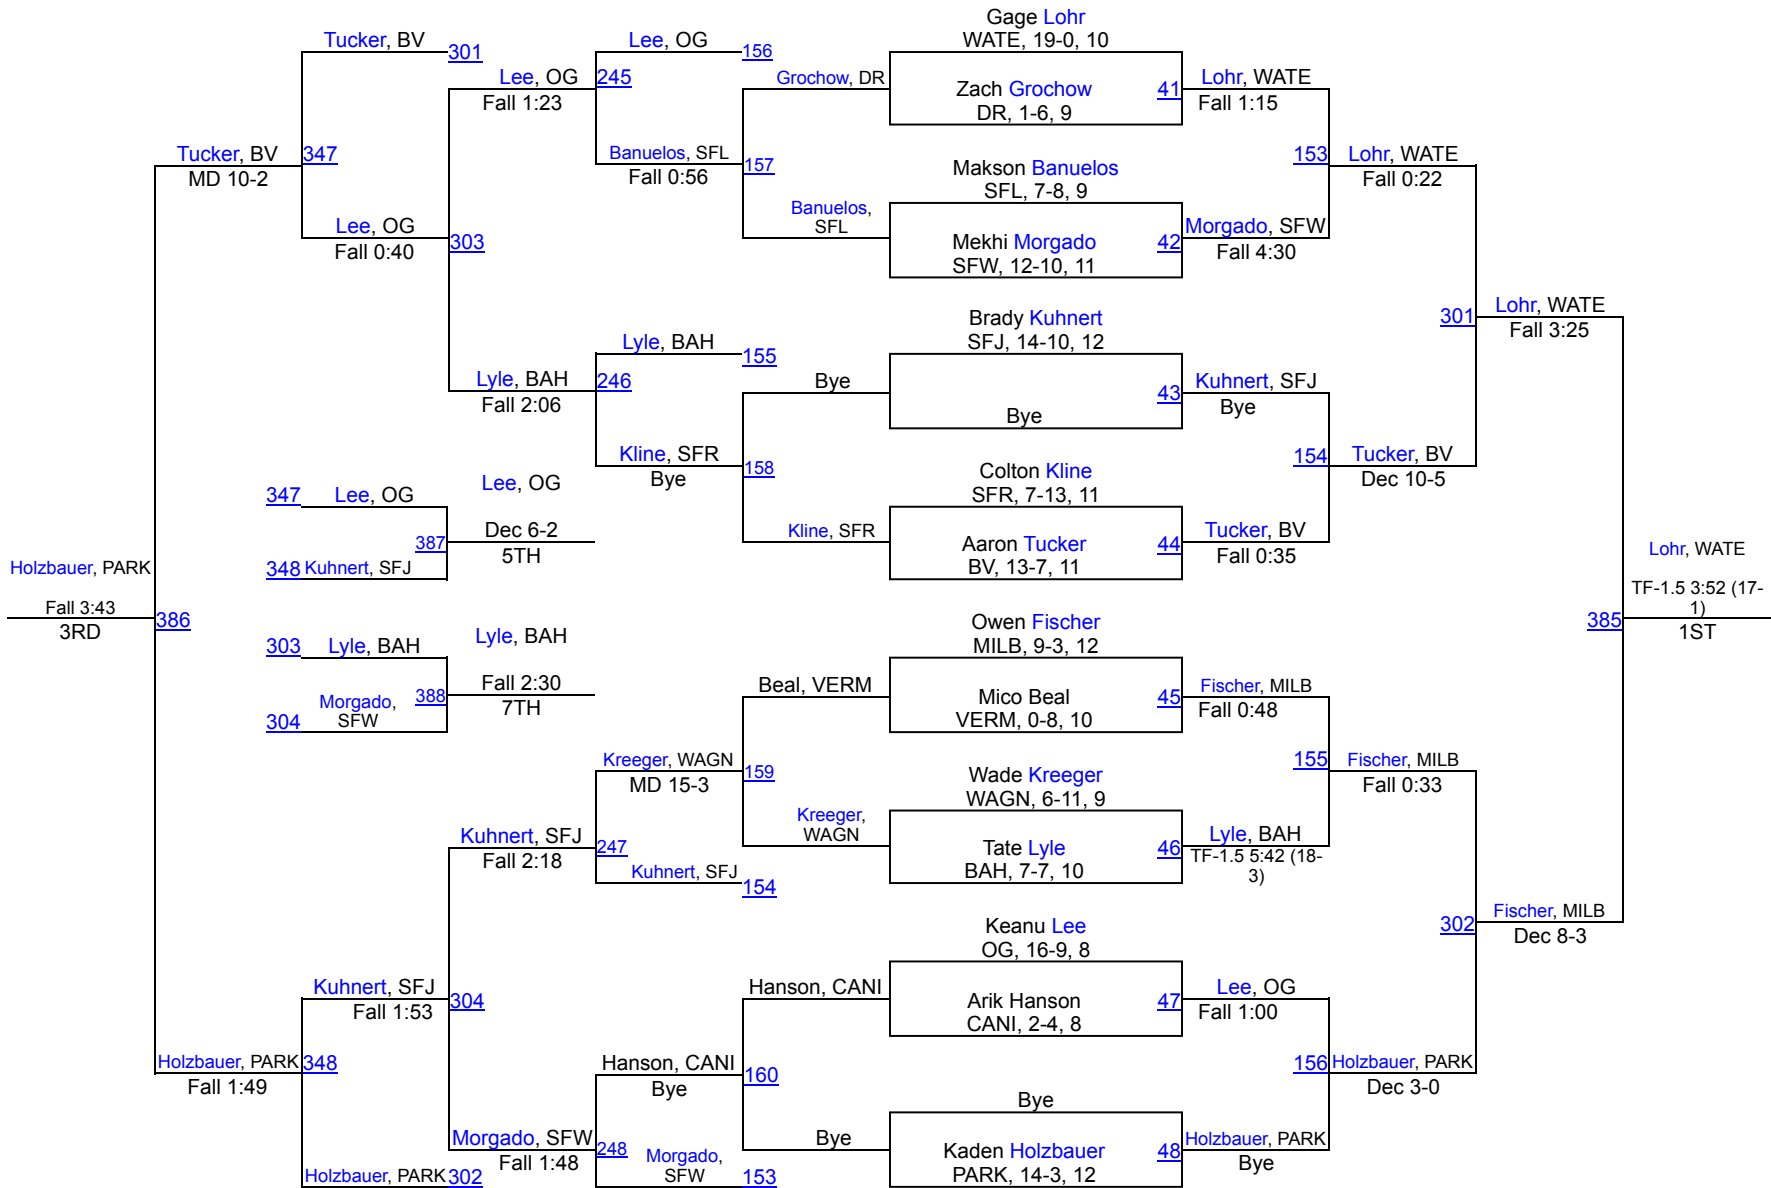 Gage Lohr
WATE, 19-0, 10
Zach Grochow
DR, 1-6, 9
41
Makson Banuelos
SFL, 7-8, 9
Mekhi Morgado
SFW, 12-10, 11
42
Brady Kuhnert
SFJ, 14-10, 12
Bye
43
Colton Kline
SFR, 7-13, 11
Aaron Tucker
BV, 13-7, 11
44
Owen Fischer
MILB, 9-3, 12
Mico Beal
VERM, 0-8, 10
45
Wade Kreeger
WAGN, 6-11, 9
Tate Lyle
BAH, 7-7, 10
46
Keanu Lee
OG, 16-9, 8
Arik Hanson
CANI, 2-4, 8
47
Bye
Kaden Holzbauer
PARK, 14-3, 12
48
Lohr, WATE
Fall 1:15
153
Morgado, SFW
Fall 4:30
Kuhnert, SFJ
Bye
154
Tucker, BV
Fall 0:35
Fischer, MILB
Fall 0:48
155
Lyle, BAH
TF-1.5 5:42 (18-
3)
Lee, OG
Fall 1:00
156
Holzbauer, PARK
Bye
Lohr, WATE
Fall 0:22
301
Tucker, BV
Dec 10-5
Fischer, MILB
Fall 0:33
302
Holzbauer, PARK
Dec 3-0
Lohr, WATE
Fall 3:25
385
Fischer, MILB
Dec 8-3
Lohr, WATE
TF-1.5 3:52 (17-
1)
1ST
Grochow, DR
157
Banuelos,
SFL
Bye
158
Kline, SFR
Beal, VERM
159
Kreeger,
WAGN
Hanson, CANI
160
Bye
Lee, OG
156
245
Banuelos, SFL
Fall 0:56
Lyle, BAH
155
246
Kline, SFR
Bye
Kreeger, WAGN
MD 15-3
247
Kuhnert, SFJ
154
Hanson, CANI
Bye
248
Morgado,
SFW
153
Lee, OG
Fall 1:23
303
Lyle, BAH
Fall 2:06
Kuhnert, SFJ
Fall 2:18
304
Morgado, SFW
Fall 1:48
Tucker, BV
301
347
Lee, OG
Fall 0:40
Kuhnert, SFJ
Fall 1:53
348
Holzbauer, PARK
302
Tucker, BV
MD 10-2
386
Holzbauer, PARK
Fall 1:49
Holzbauer, PARK
Fall 3:43
3RD
347
Lee, OG
387
348
Kuhnert, SFJ
Lee, OG
Dec 6-2
5TH
303
Lyle, BAH
388
304
Morgado,
SFW
Lyle, BAH
Fall 2:30
7TH